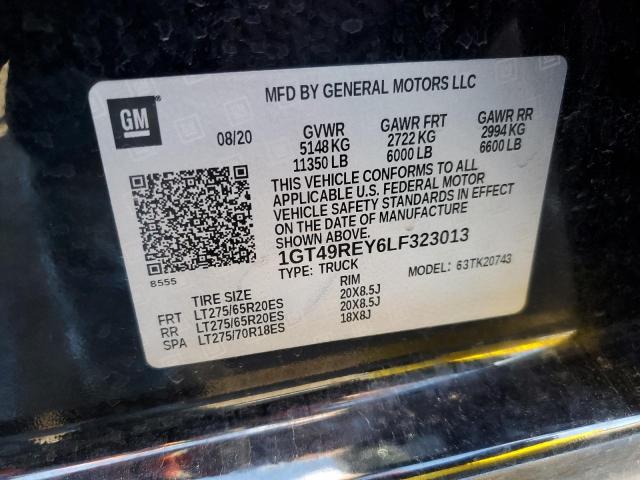 MFD BY GENERAL MOTORS LLC
GM
08/20
GVWR GAWR FRT GAWR RR
5148 KG 2722 KG 2994 KG
11350 LB 6000 LB 6600 LB
THIS VEHICLE CONFORMS TO ALL
APPLICABLE U.S. FEDERAL MOTOR
VEHICLE SAFETY STANDARDS IN EFFECT
ON THE DATE OF MANUFACTURE
SHOWN ABOVE.
8555
1GT49REY6LF323013
TYPE: TRUCK MODEL: 63TK20743
TIRE SIZE RIM
FRT LT275/65R20ES 20X8.5J
RR LT275/65R20ES 20X8.5J
SPA LT275/70R18ES 18X8J